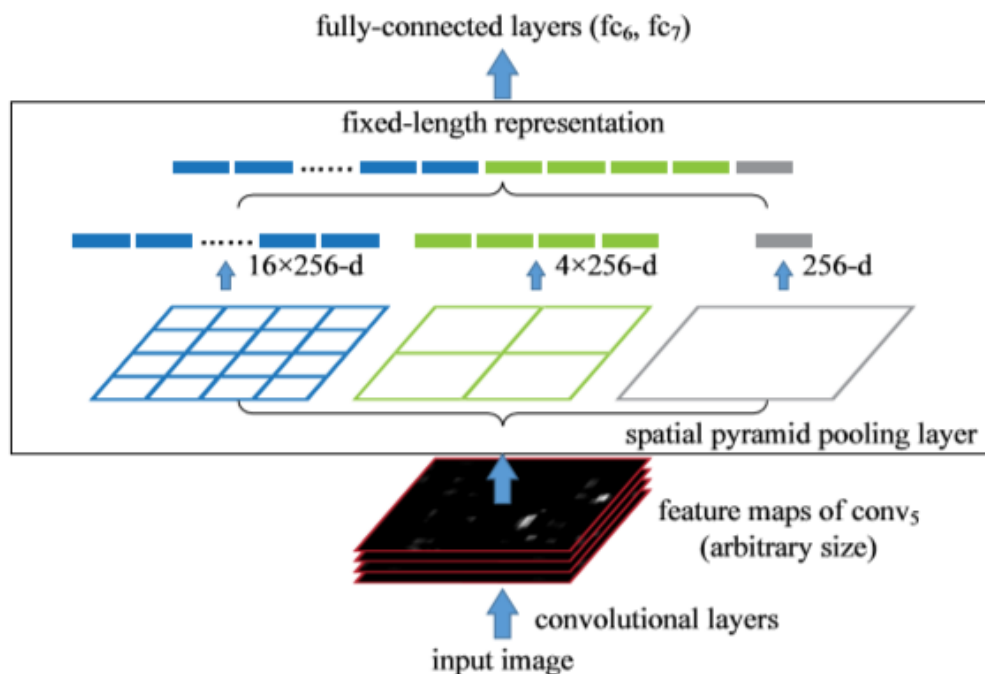 fully-connected layers (fc₆, fc₇)
fixed-length representation
......
......
16×256-d
4×256-d
256-d
spatial pyramid pooling layer
feature maps of conv₅
(arbitrary size)
convolutional layers
input image